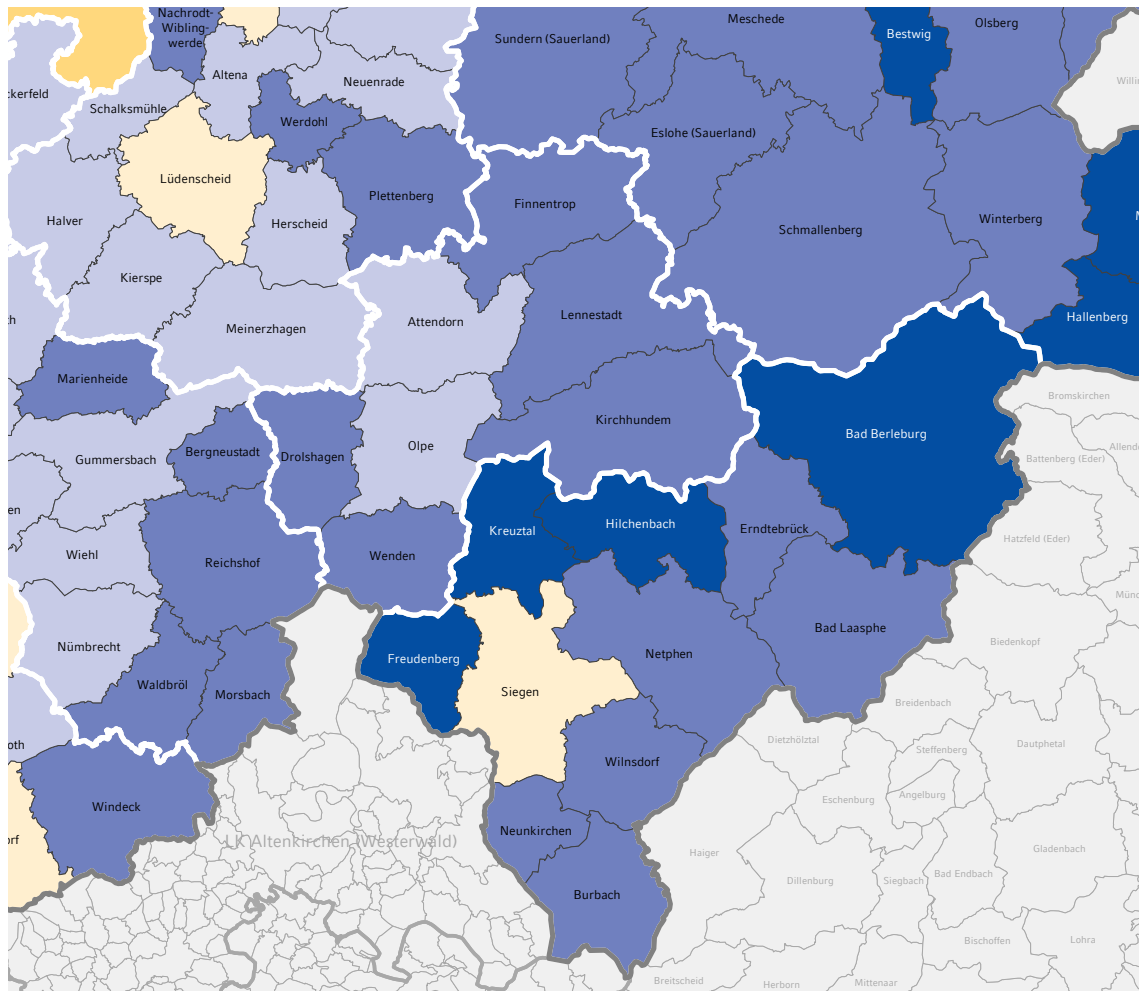 Nachrodt-
Wibling-
werde
Meschede
Olsberg
Bestwig
Sundern (Sauerland)
Altena
Neuenrade
ckerfeld
Schalksmühle
Werdohl
Eslohe (Sauerland)
Lüdenscheid
Plettenberg
Finnentrop
Halver
Herscheid
Schmallenberg
Winterberg
Kierspe
Meinerzhagen
Attendorn
Lennestadt
Hallenberg
Marienheide
Bromskirchen
Kirchhundem
Bad Berleburg
Olpe
Bergneustadt
Drolshagen
Gummersbach
Battenberg (Eder)
en
Kreuztal
Hilchenbach
Erndtebrück
Hatzfeld (Eder)
Wiehl
Reichshof
Wenden
Bad Laasphe
Biedenkopf
Nümbrecht
Netphen
Freudenberg
Waldbröl
Morsbach
Siegen
Breidenbach
oth
Dietzhölztal
Steffenberg
Dautphetal
Wilnsdorf
Windeck
Eschenburg
Angelburg
Neunkirchen
orf
LK Altenkirchen (Westerwald)
Haiger
Gladenbach
Dillenburg
Siegbach
Bad Endbach
Burbach
Bischoffen
Lohra
Breitscheid
Herborn
Mittenaar